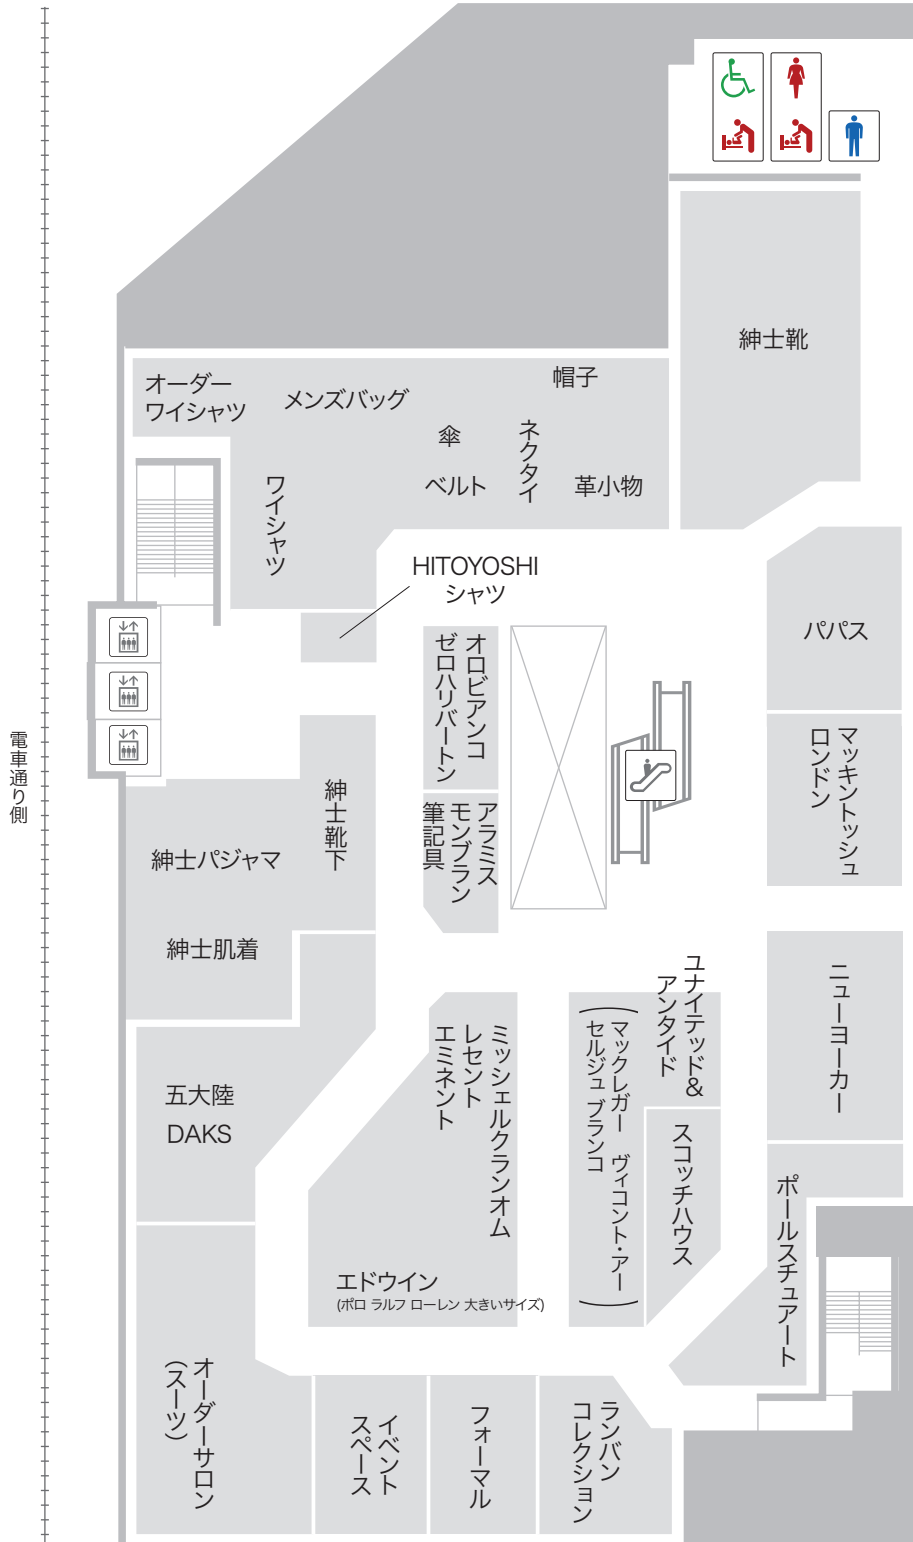 紳士靴
オーダー
ワイシャツ
メンズバッグ
帽子
傘
ネクタイ
ベルト
革小物
ワイシャツ
HITOYOSHI
シャツ
オロビアンコ
ゼロハリバートン
パパス
マッキントッシュ
ロンドン
電車通り側
紳士靴下
アラミス
モンブラン
筆記具
紳士パジャマ
紳士肌着
ユナイテッド&
アンタイド
ニューヨーカー
ミッシェルクランオム
レセント
エミネント
(マックレガー ヴィコント・アー
セルジュ ブランコ)
五大陸
DAKS
スコッチハウス
ポールスチュアート
エドウイン
(ポロ ラルフ ローレン 大きいサイズ)
オーダーサロン
(スーツ)
イベント
スペース
フォーマル
ランバン
コレクション